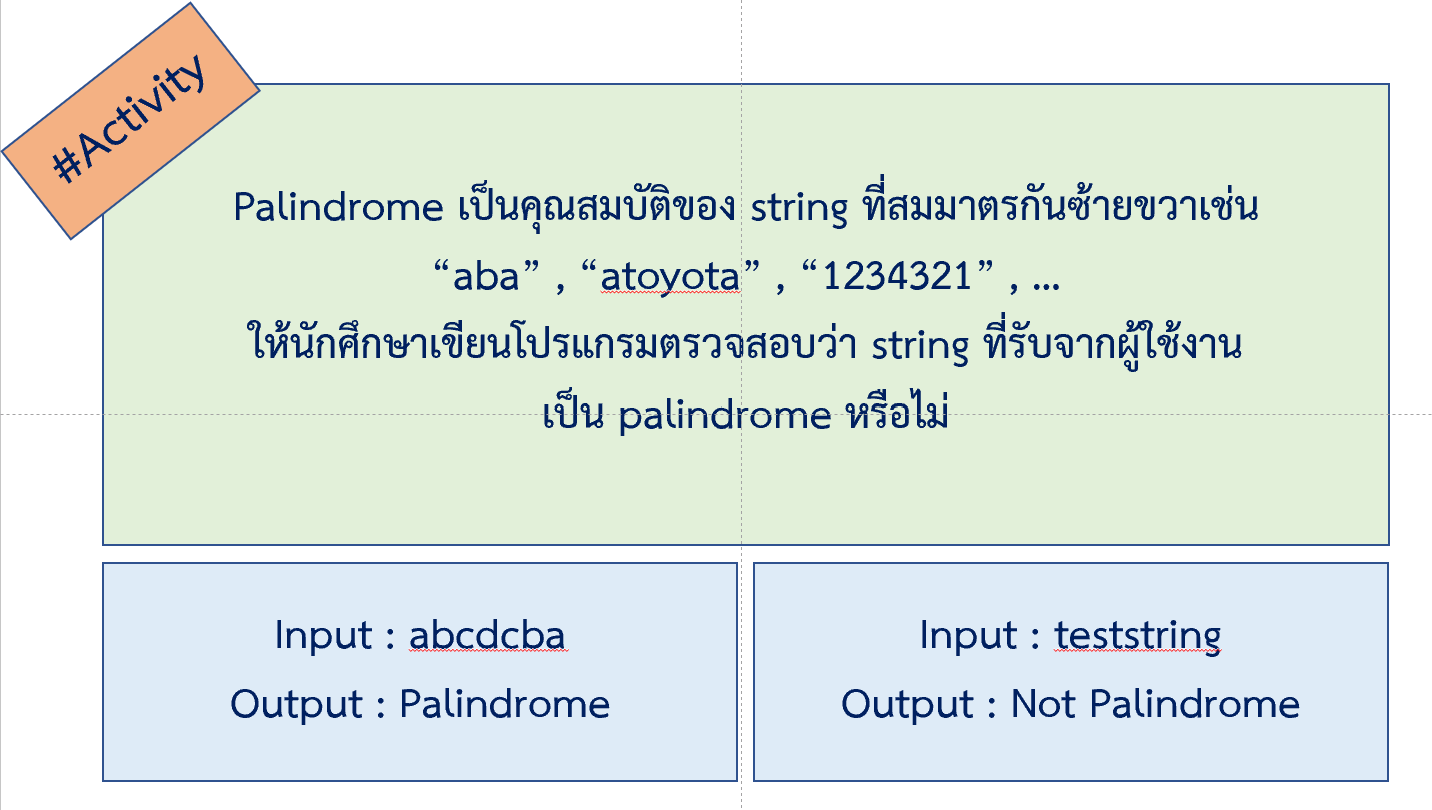 #Activity
Palindrome เป็นคุณสมบัติของ string ที่สมมาตรกันซ้ายขวาเช่น
“aba” , “atoyota” , “1234321” , ...
ให้นักศึกษาเขียนโปรแกรมตรวจสอบว่า string ที่รับจากผู้ใช้งาน
เป็น palindrome หรือไม่
Input : abcdcba
Output : Palindrome
Input : teststring
Output : Not Palindrome